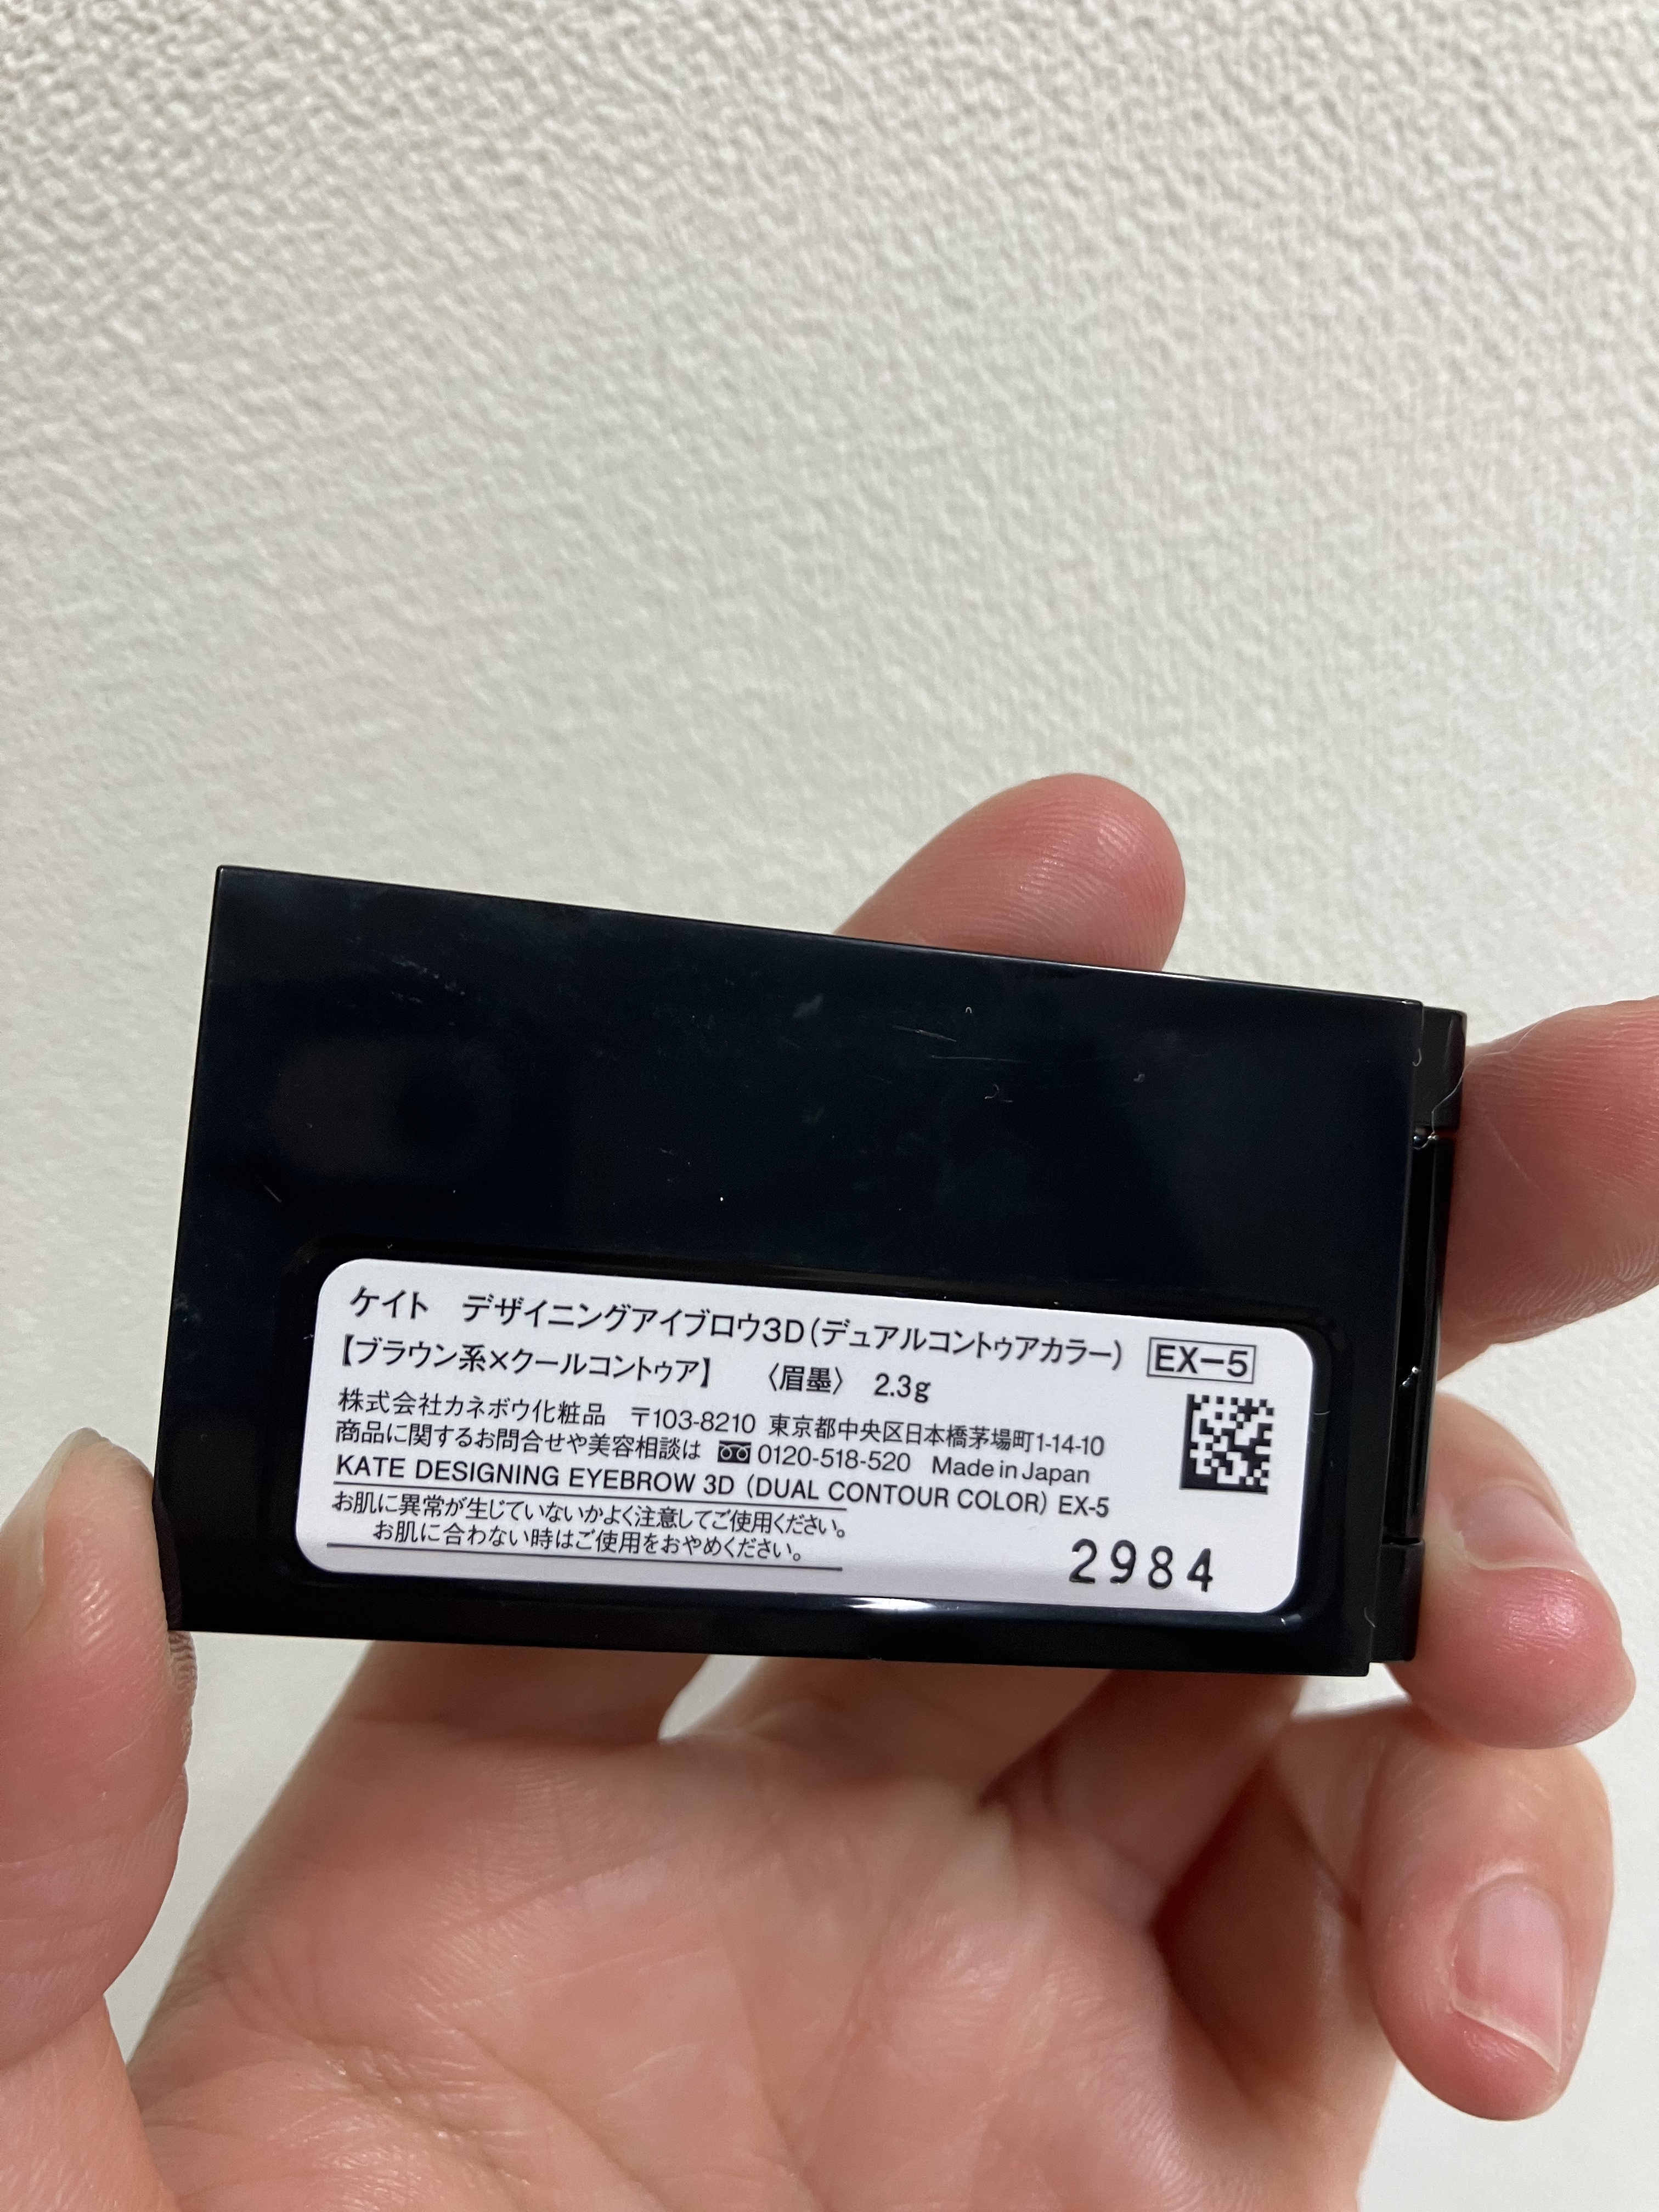 ケイト　デザイニングアイブロウ3D(デュアルコントゥアカラー) EX-5
【ブラウン系×クールコントゥア】 〈眉墨〉 2.3g
株式会社カネボウ化粧品 〒103-8210 東京都中央区日本橋茅場町1-14-10
商品に関するお問合せや美容相談は 0120-518-520 Made in Japan
KATE DESIGNING EYEBROW 3D (DUAL CONTOUR COLOR) EX-5
お肌に異常が生じていないかよく注意してご使用ください。
お肌に合わない時はご使用をおやめください。
2984